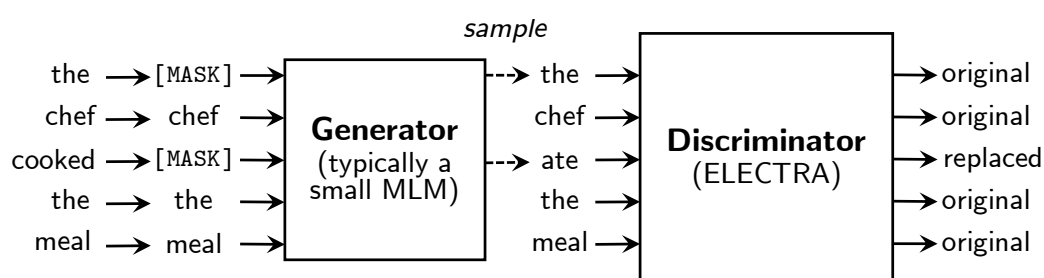 sample
the [MASK] the original
chef chef chef original
Generator
Discriminator
cooked [MASK] (typically a ate (ELECTRA) replaced
small MLM)
the the the original
meal meal meal original